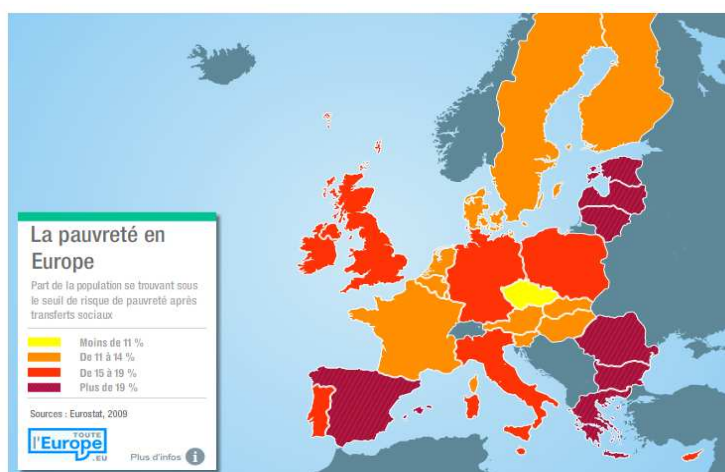 La pauvreté en
Europe
Part de la population se trouvant sous
le seuil de risque de pauvreté après
transferts sociaux
Moins de 11 %
De 11 à 14 %
De 15 à 19 %
Plus de 19 %
Sources : Eurostat, 2009
TOUTE
l'Europe
.EU
Plus d'infos i